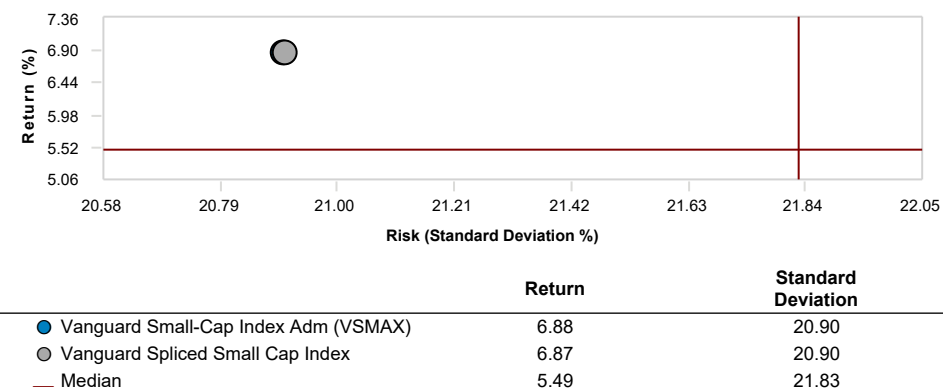 7.36
6.90
6.44
5.98
5.52
5.06
Return (%)
20.58 20.79 21.00 21.21 21.42 21.63 21.84 22.05
Risk (Standard Deviation %)
Return Standard Deviation
Vanguard Small-Cap Index Adm (VSMAX) 6.88 20.90
Vanguard Spliced Small Cap Index 6.87 20.90
Median 5.49 21.83